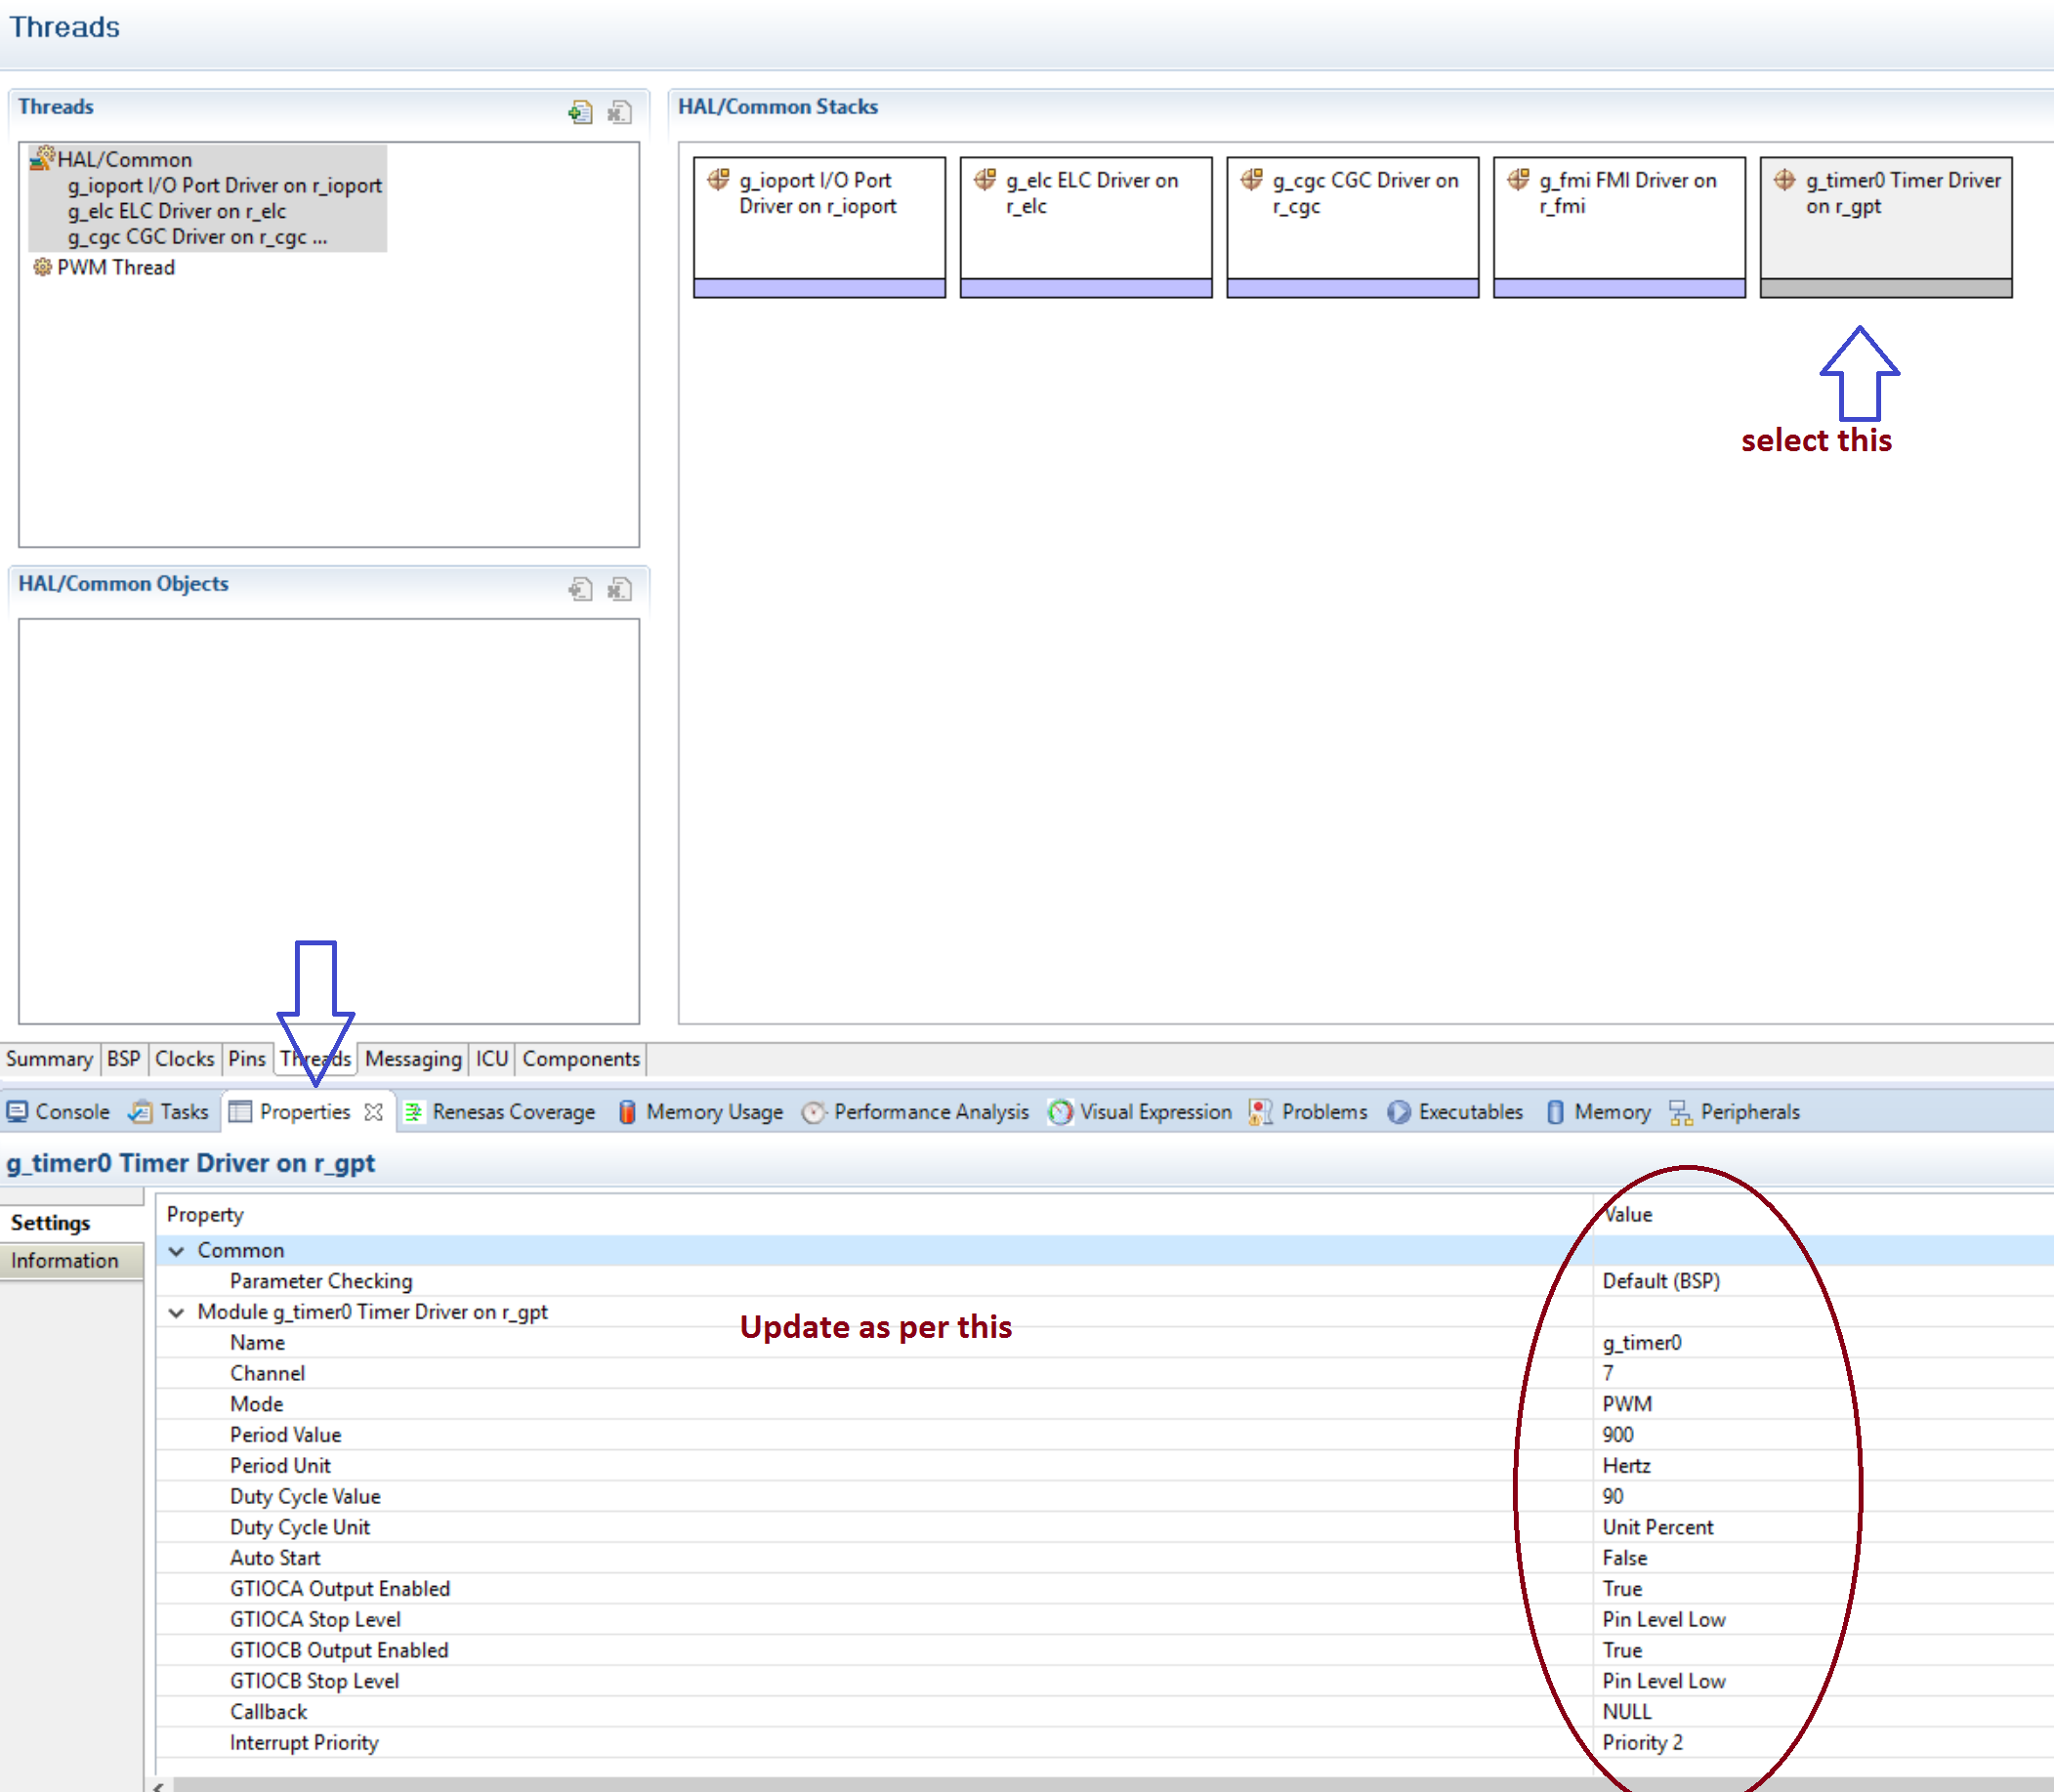 Threads
Threads
HAL/Common
g_ioport I/O Port Driver on r_ioport
g_elc ELC Driver on r_elc
g_cgc CGC Driver on r_cgc ...
PWM Thread
HAL/Common Stacks
g_ioport I/O Port
Driver on r_ioport
g_elc ELC Driver on
r_elc
g_cgc CGC Driver on
r_cgc
g_fmi FMI Driver on
r_fmi
g_timer0 Timer Driver
on r_gpt
select this
HAL/Common Objects
Summary BSP Clocks Pins Threads Messaging ICU Components
Console Tasks Properties Renesas Coverage Memory Usage Performance Analysis Visual Expression Problems Executables Memory Peripherals
g_timer0 Timer Driver on r_gpt
Settings
Information
Property Value
Common
Parameter Checking Default (BSP)
Module g_timer0 Timer Driver on r_gpt
Update as per this
Name g_timer0
Channel 7
Mode PWM
Period Value 900
Period Unit Hertz
Duty Cycle Value 90
Duty Cycle Unit Unit Percent
Auto Start False
GTIOCA Output Enabled True
GTIOCA Stop Level Pin Level Low
GTIOCB Output Enabled True
GTIOCB Stop Level Pin Level Low
Callback NULL
Interrupt Priority Priority 2